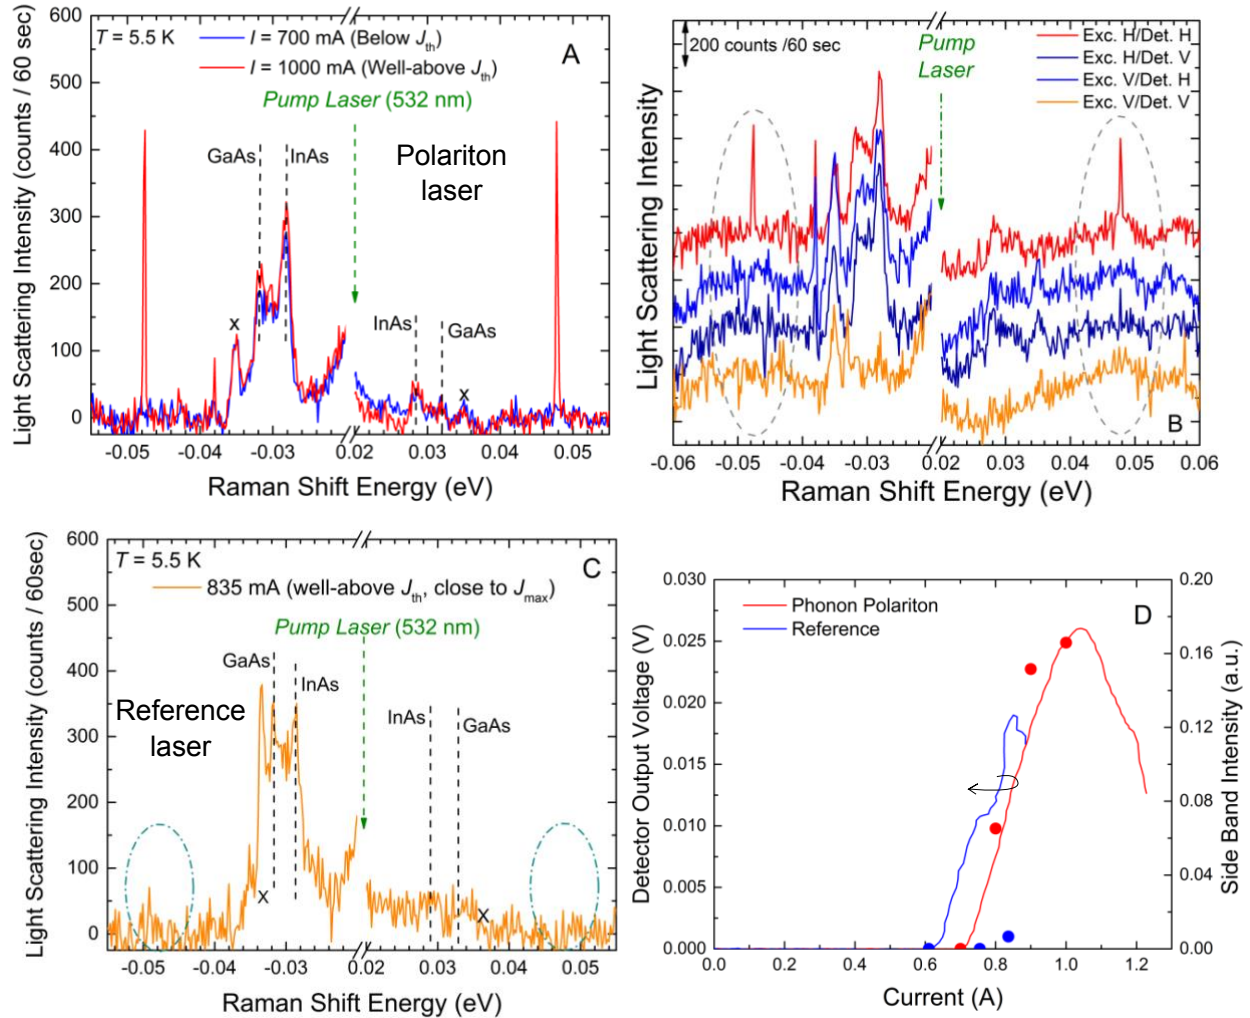 600
500
400
300
200
100
0
Light Scattering Intensity (counts / 60 sec)
T = 5.5 K
I = 700 mA (Below Jth)
I = 1000 mA (Well-above Jth)
A
Pump Laser (532 nm)
GaAs
InAs
Polariton
laser
x
InAs
GaAs
x
-0.05 -0.04 -0.03 0.02 0.03 0.04 0.05
Raman Shift Energy (eV)
Light Scattering Intensity
200 counts /60 sec
Pump
Laser
Exc. H/Det. H
Exc. H/Det. V
Exc. V/Det. H
Exc. V/Det. V
B
-0.06 -0.05 -0.04 -0.03 0.02 0.03 0.04 0.05 0.06
Raman Shift Energy (eV)
600
500
400
300
200
100
0
Light Scattering Intensity (counts / 60sec)
T = 5.5 K
835 mA (well-above Jth, close to Jmax)
C
Pump Laser (532 nm)
GaAs
InAs
Reference
laser
InAs
GaAs
x
x
-0.05 -0.04 -0.03 0.02 0.03 0.04 0.05
Raman Shift Energy (eV)
0.030
0.025
0.020
0.015
0.010
0.005
0.000
Detector Output Voltage (V)
Phonon Polariton
Reference
D
0.20
0.16
0.12
0.08
0.04
0.00
Side Band Intensity (a.u.)
0.0 0.2 0.4 0.6 0.8 1.0 1.2
Current (A)